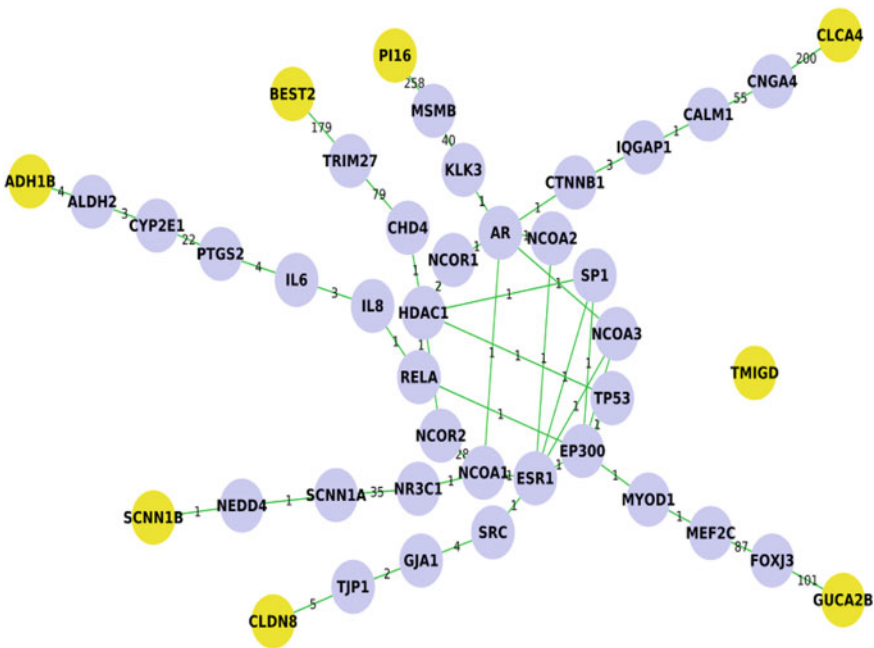 CLCA4
PI16
200
258
CNGA4
BEST2
MSMB
55
CALM1
179
1
40
IQGAP1
TRIM27
KLK3
3
CTNNB1
ADH1B
4
ALDH2
79
1
1
3
CYP2E1
CHD4
AR
1
NCOA2
22
PTGS2
1
NCOR1
4
IL6
1
2
1
SP1
3
IL8
HDAC1
1
NCOA3
1
1
1
1
1
1
TMIGD
RELA
1
TP53
1
1
1
NCOR2
EP300
28
NCOA1
1
ESR1
1
1
SCNN1A
35
NR3C1
1
MYOD1
NEDD4
1
SCNN1B
1
1
SRC
1
MEF2C
4
87
GJA1
FOXJ3
2
TJP1
101
5
GUCA2B
CLDN8